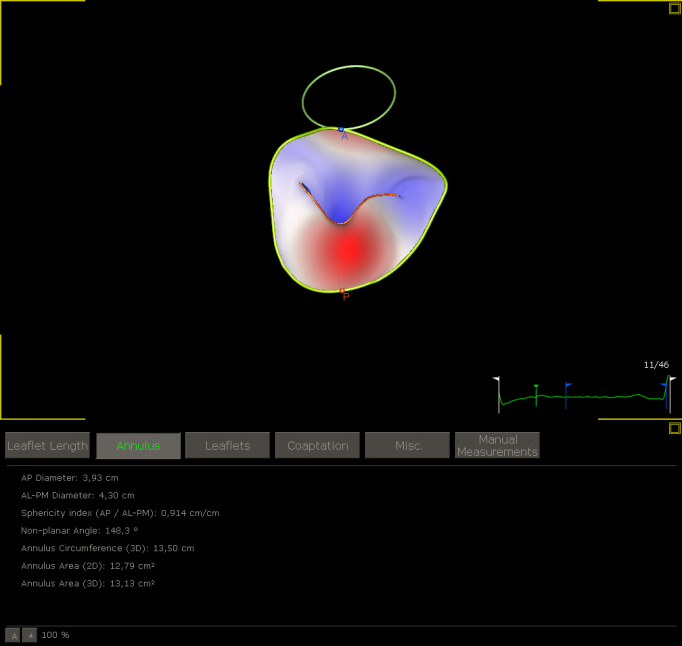 A
P
11/46
Leaflet Length
Annulus
Leaflets
Coaptation
Misc.
Manual
Measurements
AP Diameter: 3,93 cm
AL-PM Diameter: 4,30 cm
Sphericity index (AP / AL-PM): 0,914 cm/cm
Non-planar Angle: 148,3 º
Annulus Circumference (3D): 13,50 cm
Annulus Area (2D): 12,79 cm²
Annulus Area (3D): 13,13 cm²
A A 100 %